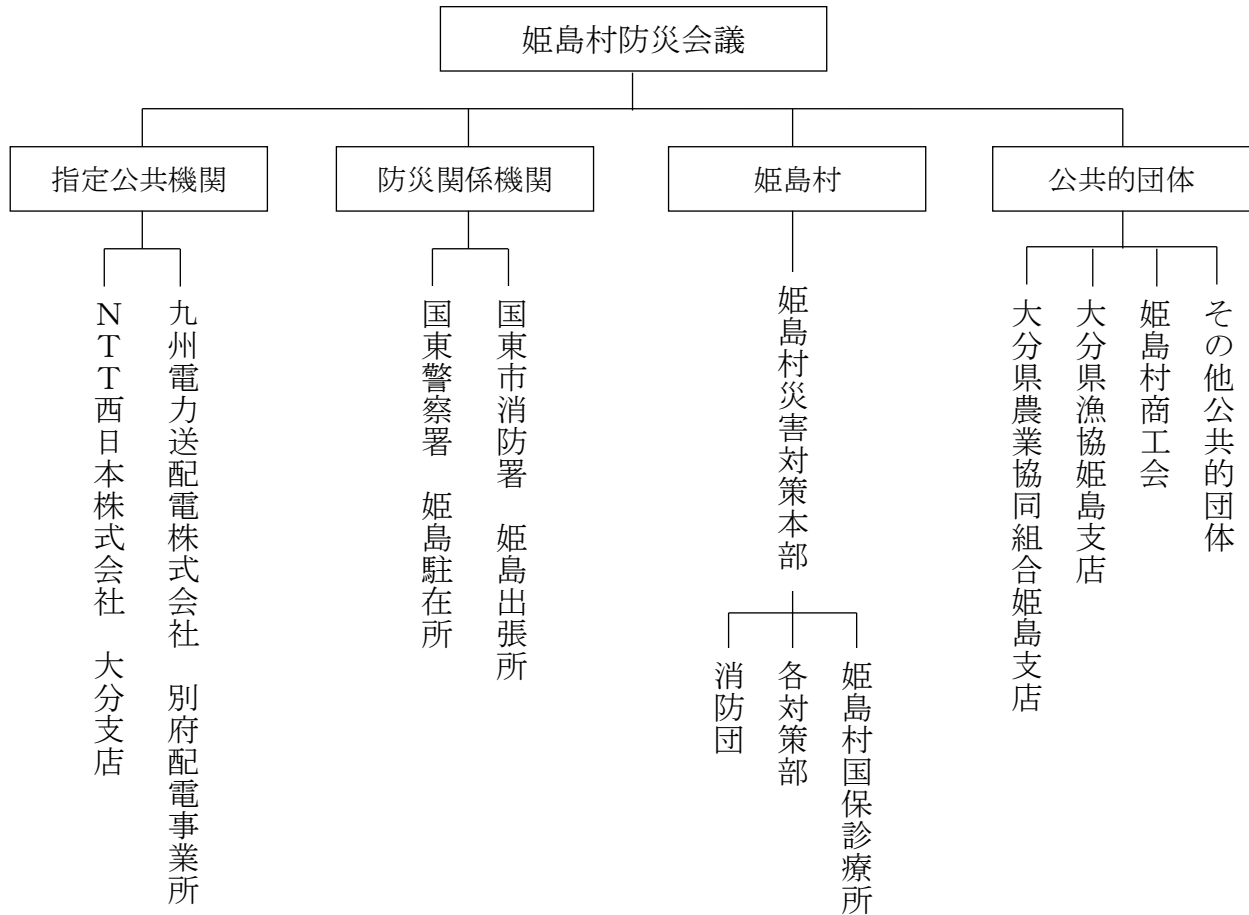 姫島村防災会議
指定公共機関
防災関係機関
姫島村
公共的団体
NTT西日本株式会社　大分支店
九州電力送配電株式会社　別府配電事業所
国東警察署　姫島駐在所
国東市消防署　姫島出張所
姫島村災害対策本部
消防団
各対策部
姫島村国保診療所
大分県農業協同組合姫島支店
大分県漁協姫島支店
姫島村商工会
その他公共的団体